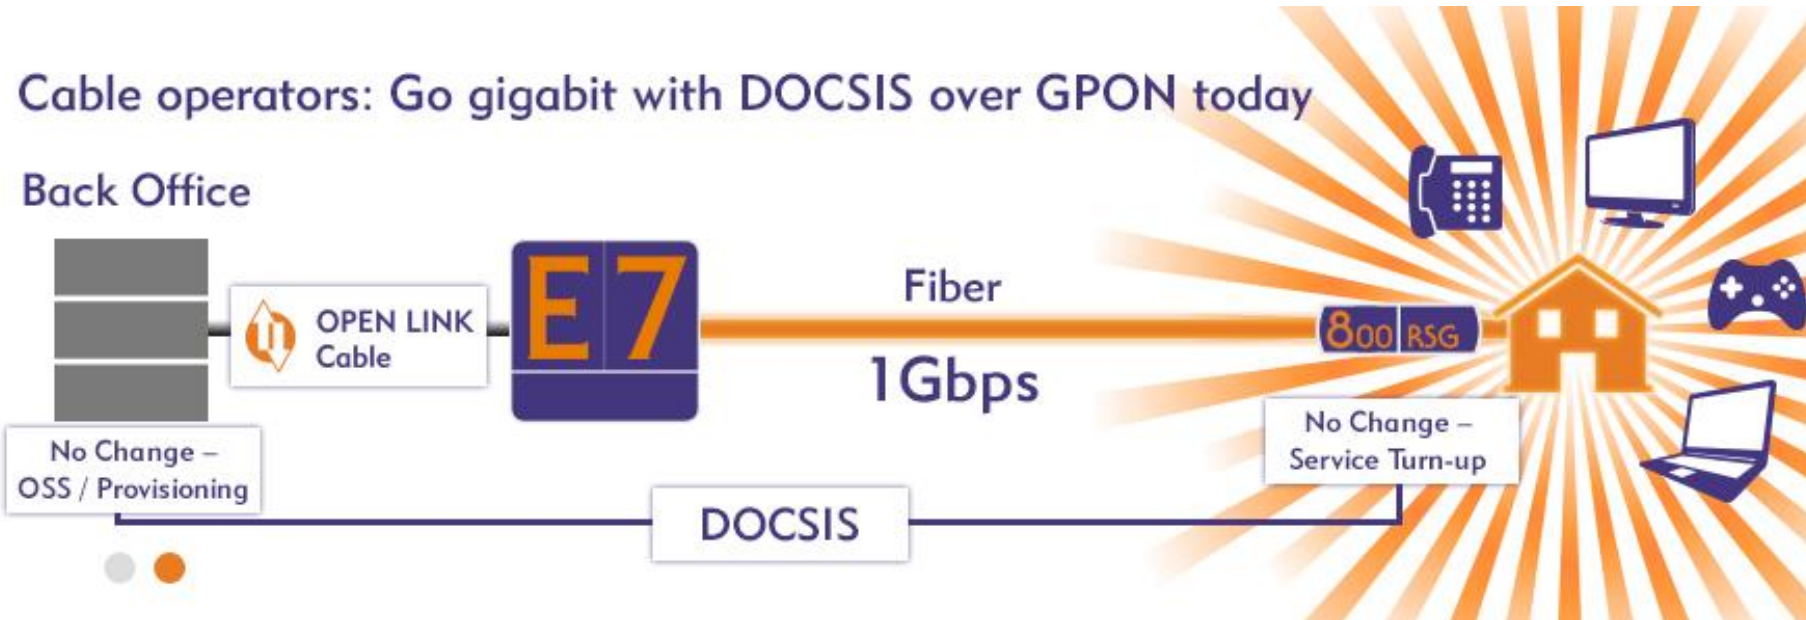 Cable operators: Go gigabit with DOCSIS over GPON today
Back Office
OPEN LINK
Cable
E7
Fiber
1Gbps
800 RSG
No Change –
OSS / Provisioning
No Change –
Service Turn-up
DOCSIS